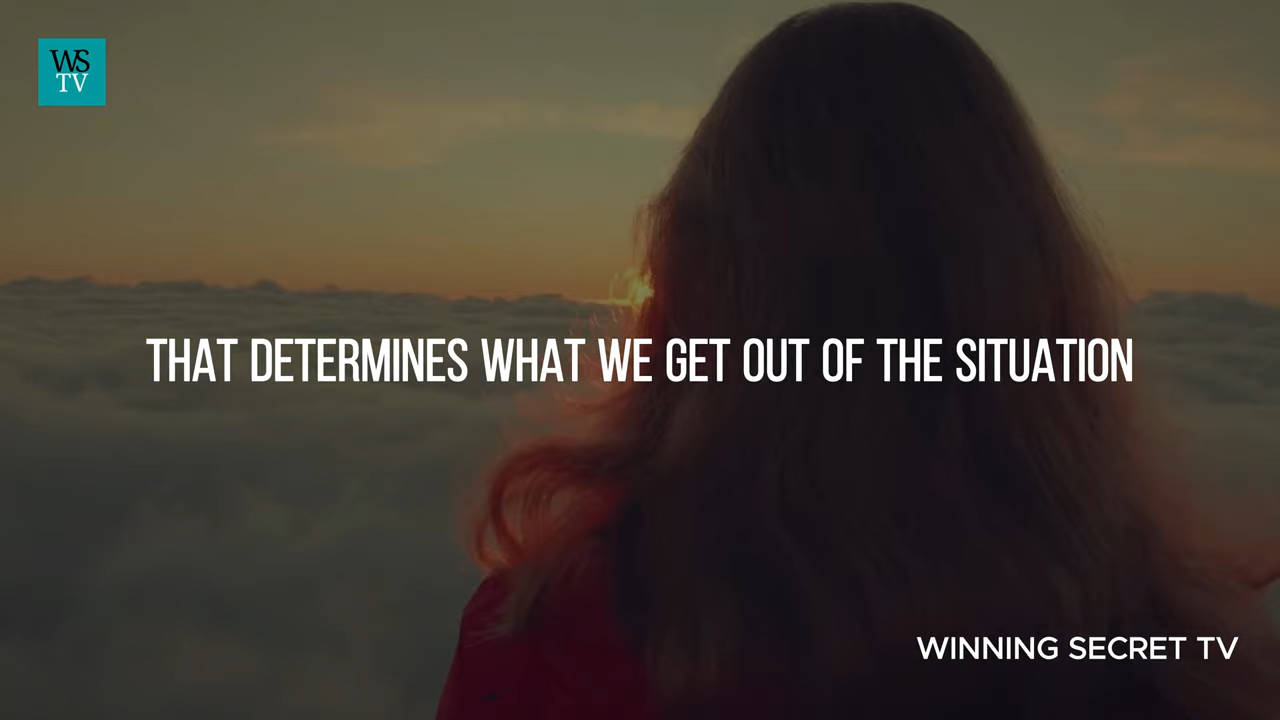 WS
TV
THAT DETERMINES WHAT WE GET OUT OF THE SITUATION
WINNING SECRET TV